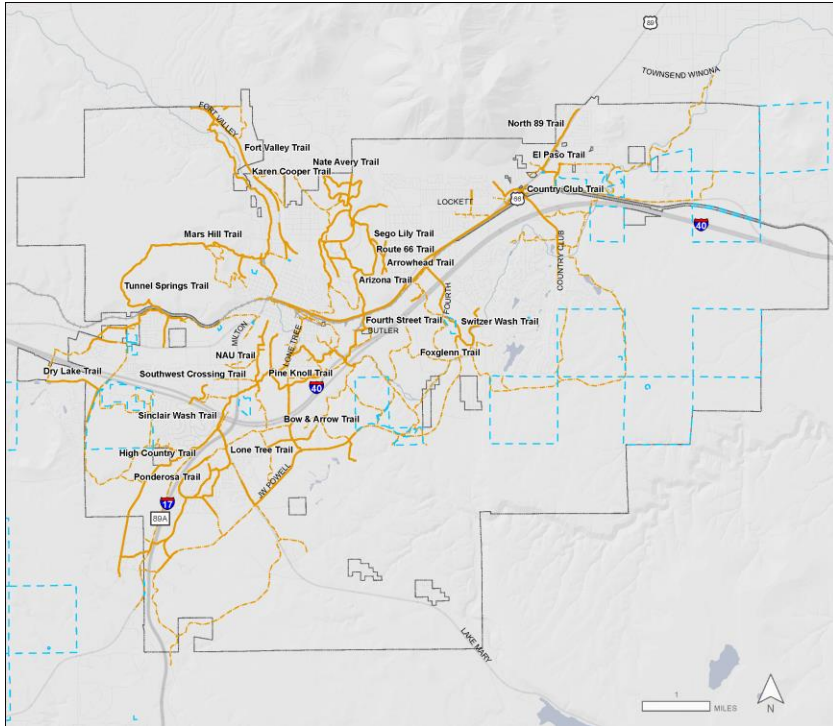 89
TOWNSEND WINONA
FORT VALLEY
North 89 Trail
Fort Valley Trail
El Paso Trail
Nate Avery Trail
Karen Cooper Trail
Country Club Trail
LOCKETT
66
40
Mars Hill Trail
Sego Lily Trail
Route 66 Trail
Arrowhead Trail
COUNTRY CLUB
Tunnel Springs Trail
Arizona Trail
FOURTH
Fourth Street Trail
Switzer Wash Trail
MILTON
LONE TREE
BUTLER
NAU Trail
Foxglenn Trail
Dry Lake Trail
Southwest Crossing Trail
Pine Knoll Trail
40
Sinclair Wash Trail
Bow & Arrow Trail
High Country Trail
Lone Tree Trail
Ponderosa Trail
JW POWELL
17
89A
LAKE MARY
1
MILES
N